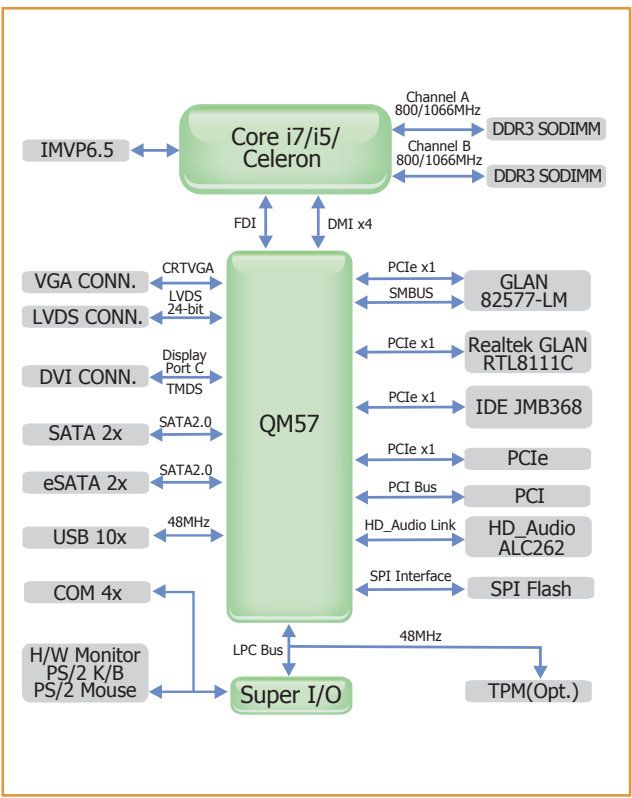 Channel A
800/1066MHz
Core i7/i5/
Celeron
DDR3 SODIMM
IMVP6.5
Channel B
800/1066MHz
DDR3 SODIMM
FDI
DMI x4
CRTVGA
VGA CONN.
LVDS
24-bit
LVDS CONN.
Display
Port C
DVI CONN.
TMDS
SATA2.0
SATA 2x
SATA2.0
eSATA 2x
48MHz
USB 10x
QM57
PCIe x1
SMBUS
GLAN
82577-LM
PCIe x1
Realtek GLAN
RTL8111C
PCIe x1
IDE JMB368
PCIe x1
PCIe
PCI Bus
PCI
HD_Audio Link
HD_Audio
ALC262
SPI Interface
SPI Flash
COM 4x
LPC Bus
48MHz
H/W Monitor
PS/2 K/B
PS/2 Mouse
Super I/O
TPM(Opt.)